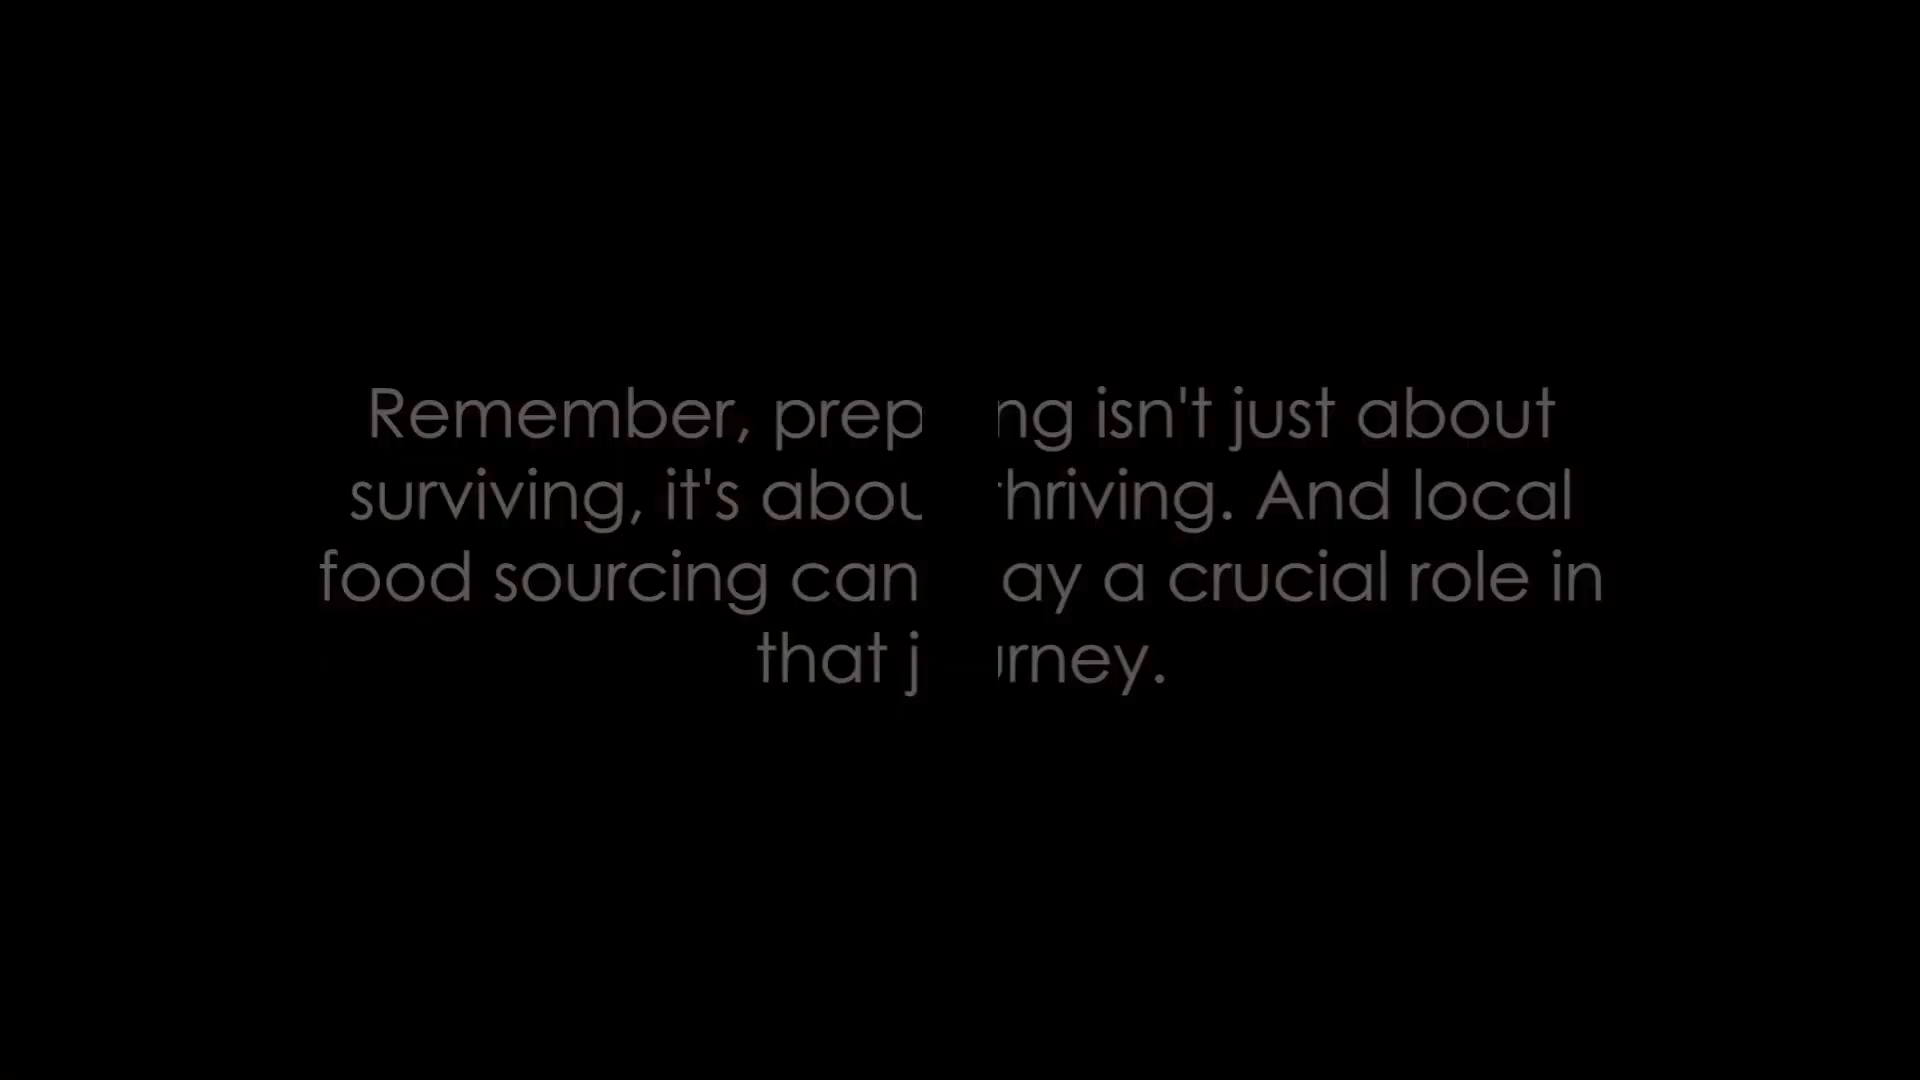 Remember, prep ng isn't just about
surviving, it's abou thriving. And local
food sourcing can ay a crucial role in
that j urney.